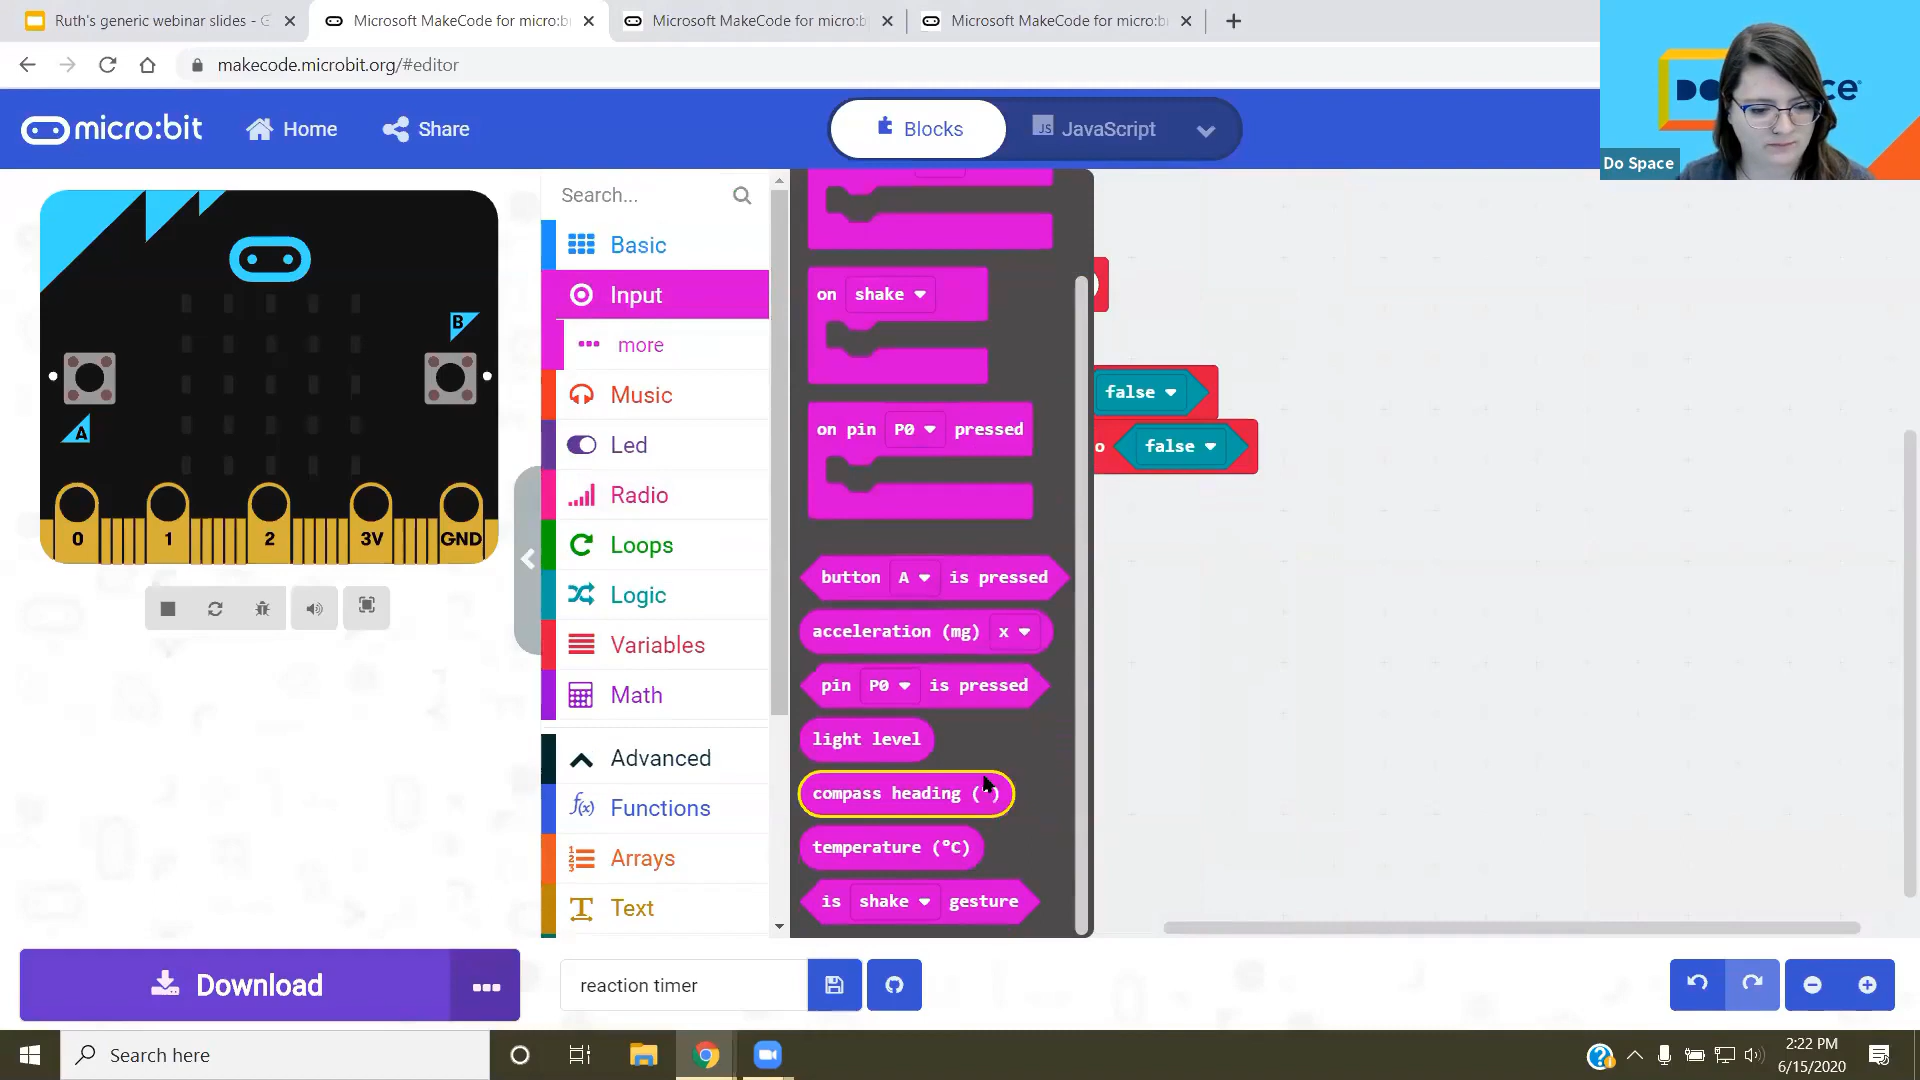 Ruth's generic webinar slides - G
Microsoft MakeCode for micro:b
Microsoft MakeCode for micro:b
Microsoft MakeCode for micro:b
makecode.microbit.org/#editor
micro:bit
Home
Share
Blocks
JS
JavaScript
Do Space
Search...
Basic
Input
more
Music
Led
Radio
Loops
Logic
Variables
Math
Advanced
Functions
Arrays
Text
on shake
on pin P0 pressed
button A is pressed
acceleration (mg) x
pin P0 is pressed
light level
compass heading (°)
temperature (°C)
is shake gesture
false
o false
A
B
0 1 2 3V GND
Download
reaction timer
Search here
2:22 PM
6/15/2020